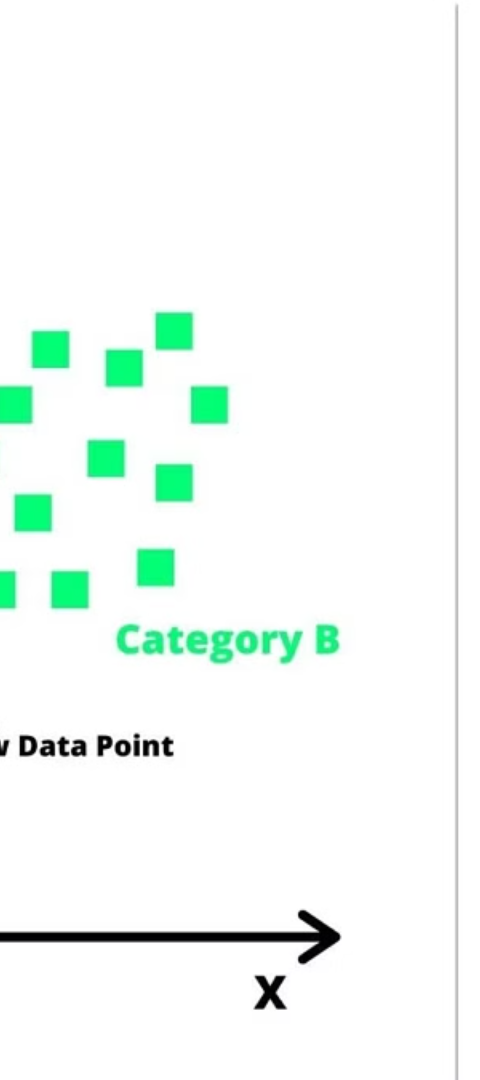 Category B
Data Point
X